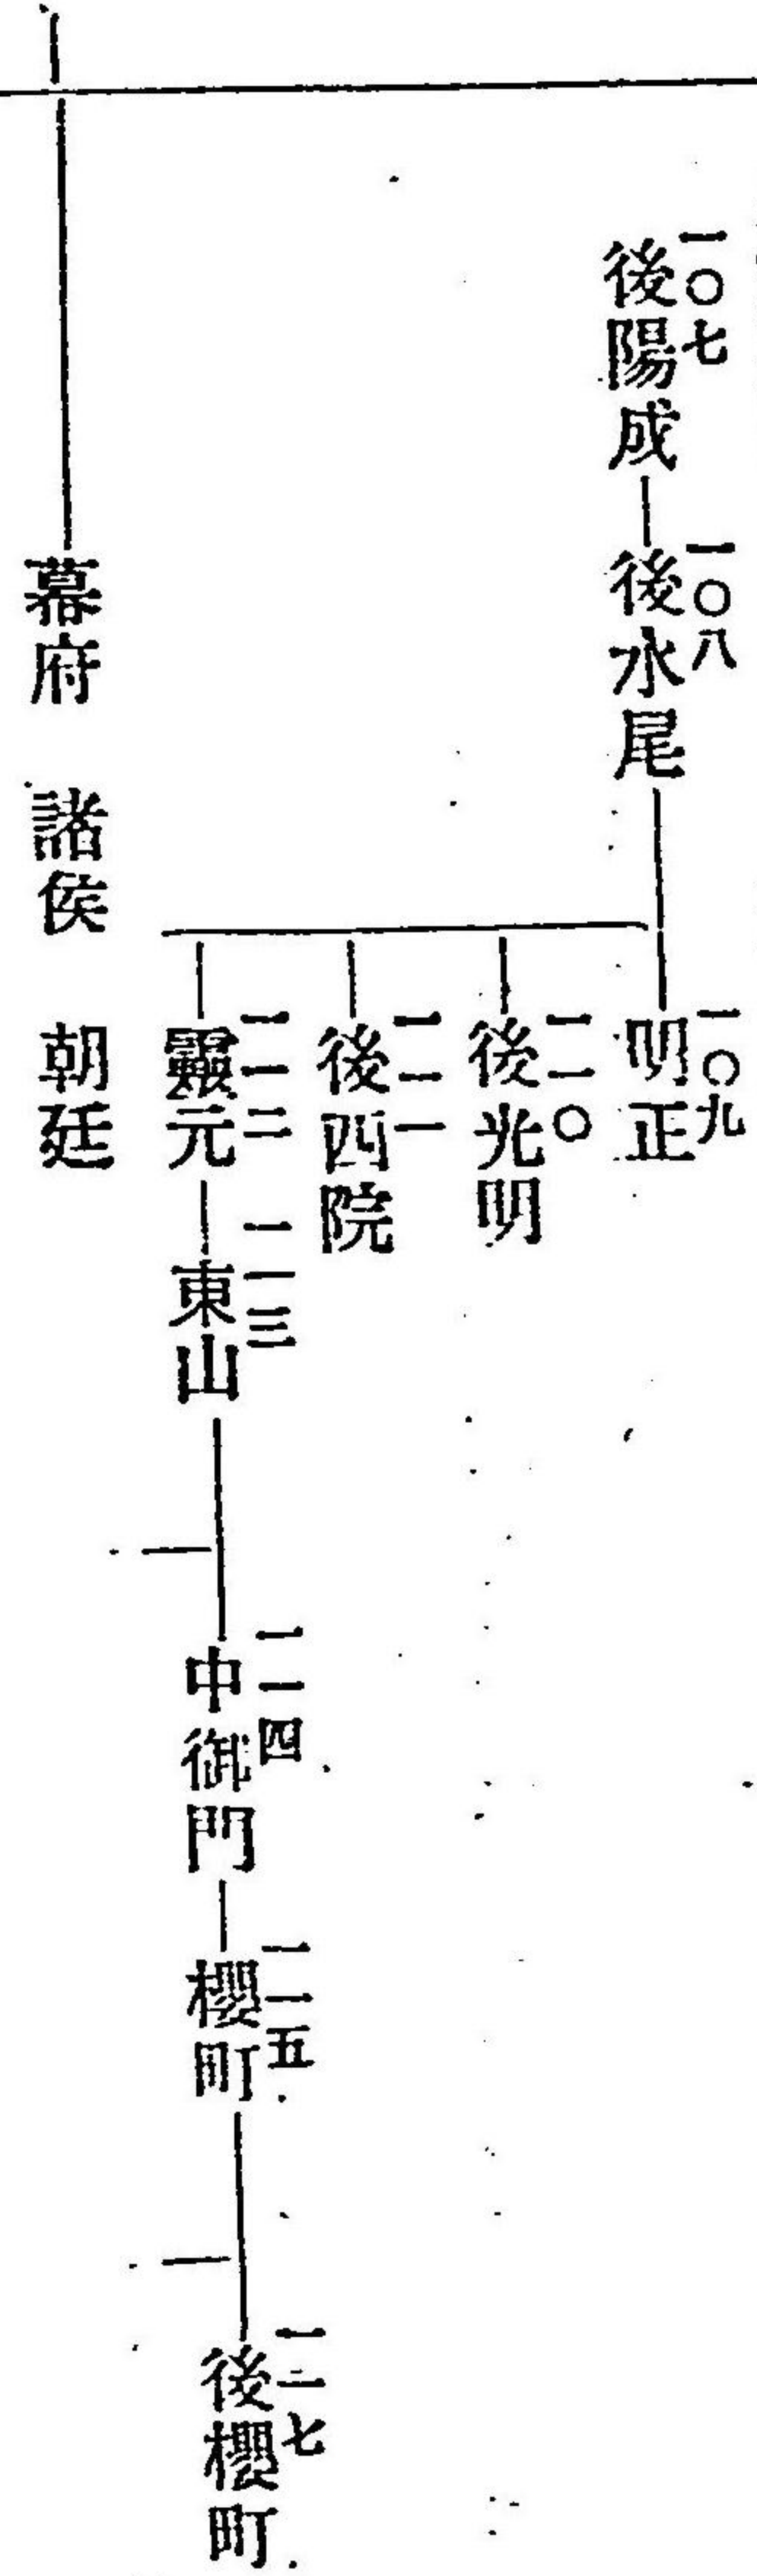 一〇七
後陽成
一〇八
後水尾
一〇九
明正
一一〇
後光明
一一一
後西院
一一二
靈元
一一三
東山
一一四
中御門
一一五
櫻町
一一七
後櫻町
幕府 諸侯 朝廷